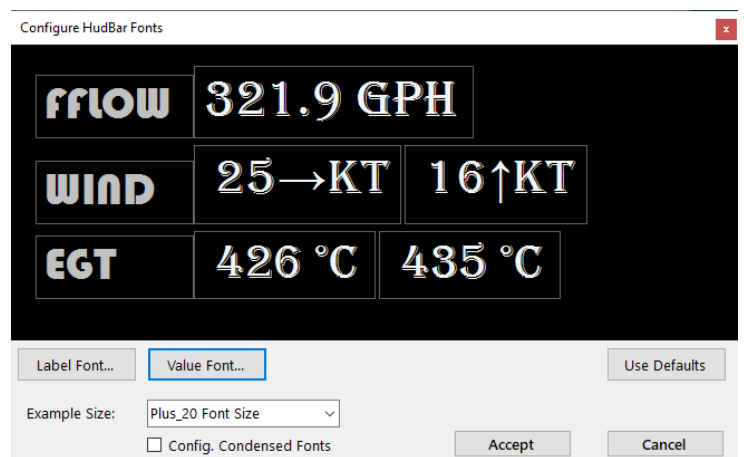 Configure HudBar Fonts
x
FFLOW 321.9 GPH
WIND 25→KT 16↑KT
EGT 426 °C 435 °C
Label Font... Value Font... Use Defaults
Example Size: Plus_20 Font Size
Config. Condensed Fonts Accept Cancel